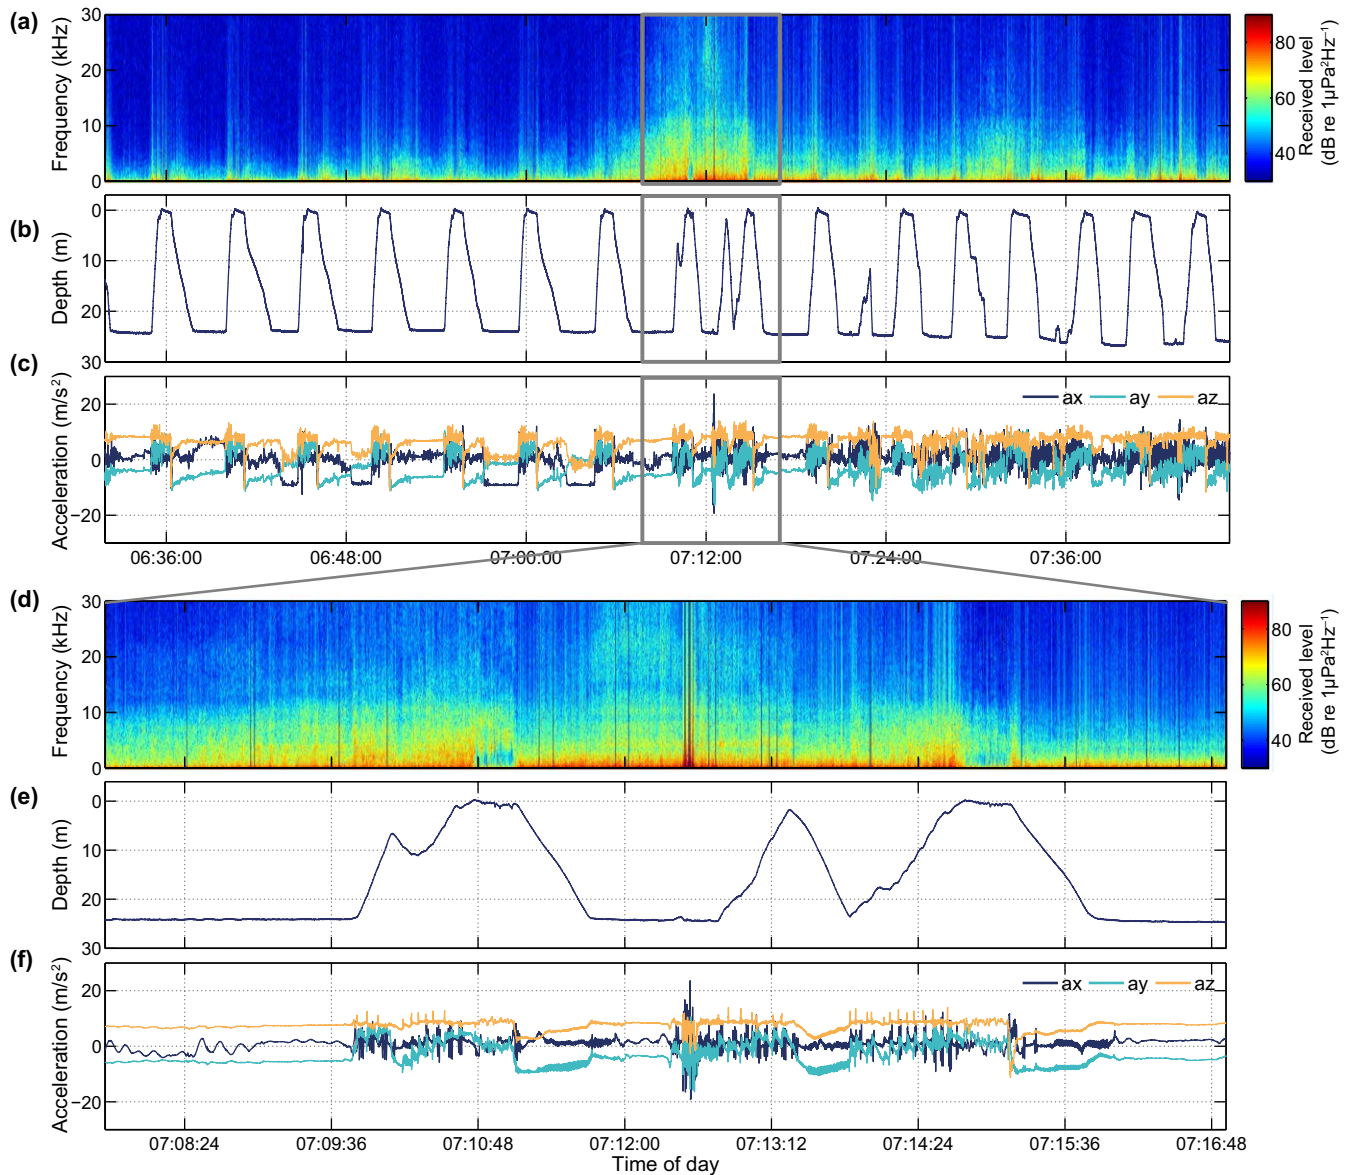 (a)
Frequency (kHz)
30
20
10
0
80
60
40
Received level
(dB re 1µPa²Hz⁻¹)
(b)
Depth (m)
0
10
20
30
(c)
Acceleration (m/s²)
20
0
−20
ax ay az
06:36:00 06:48:00 07:00:00 07:12:00 07:24:00 07:36:00
(d)
Frequency (kHz)
30
20
10
0
80
60
40
Received level
(dB re 1µPa²Hz⁻¹)
(e)
Depth (m)
0
10
20
30
(f)
Acceleration (m/s²)
20
0
−20
ax ay az
07:08:24 07:09:36 07:10:48 07:12:00 07:13:12 07:14:24 07:15:36 07:16:48
Time of day